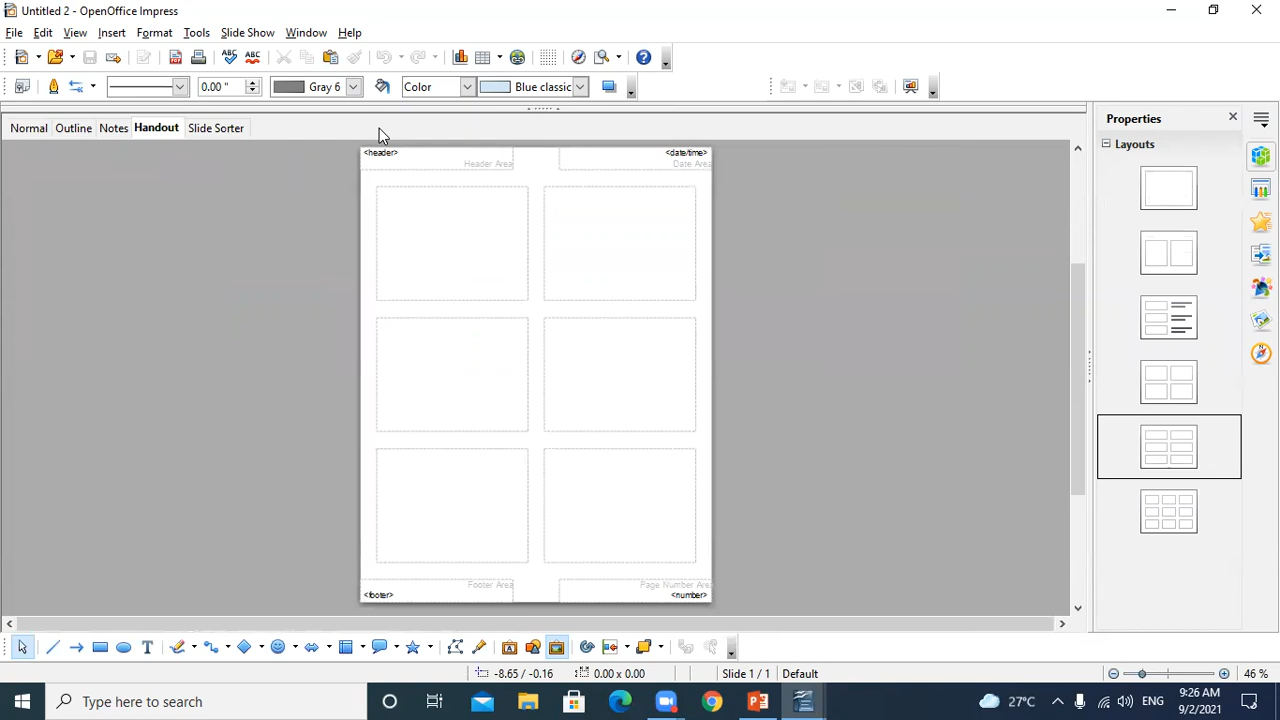 Untitled 2 - OpenOffice Impress
File Edit View Insert Format Tools Slide Show Window Help
0.00 " Gray 6 Color Blue classic
Normal Outline Notes Handout Slide Sorter
Properties
Layouts
<header> <date/time>
Header Area Date Area
Footer Area Page Number Area
<footer> <number>
-8.65 / -0.16 0.00 x 0.00 Slide 1 / 1 Default 46 %
Type here to search
27°C ENG
9:26 AM
9/2/2021